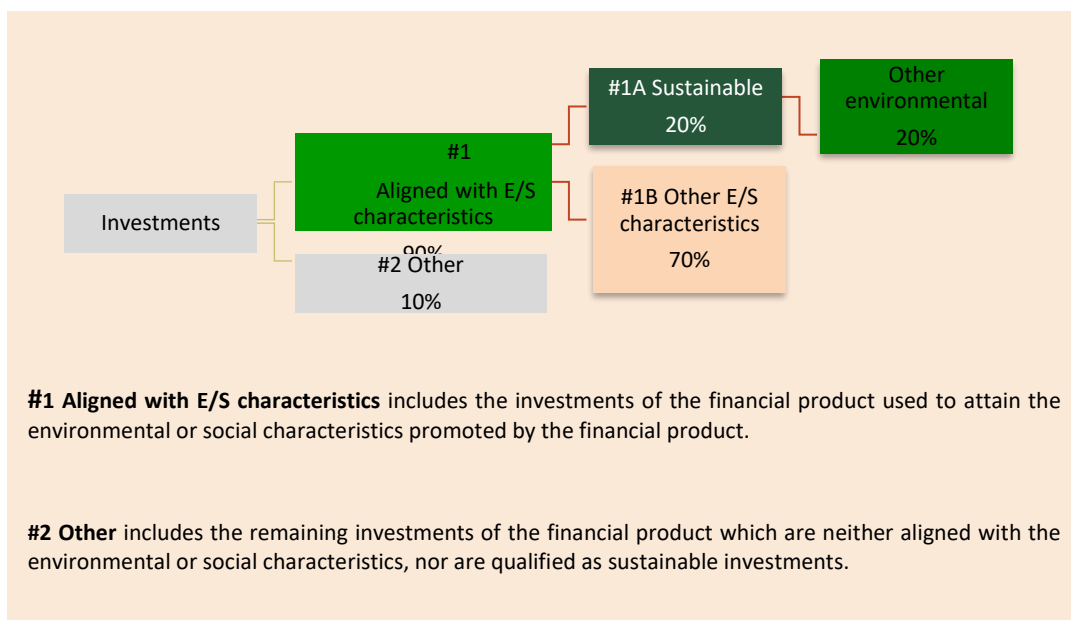 Investments
#1
Aligned with E/S
characteristics
90%
#2 Other
10%
#1A Sustainable
20%
#1B Other E/S
characteristics
70%
Other
environmental
20%
#1 Aligned with E/S characteristics includes the investments of the financial product used to attain the
environmental or social characteristics promoted by the financial product.
#2 Other includes the remaining investments of the financial product which are neither aligned with the
environmental or social characteristics, nor are qualified as sustainable investments.